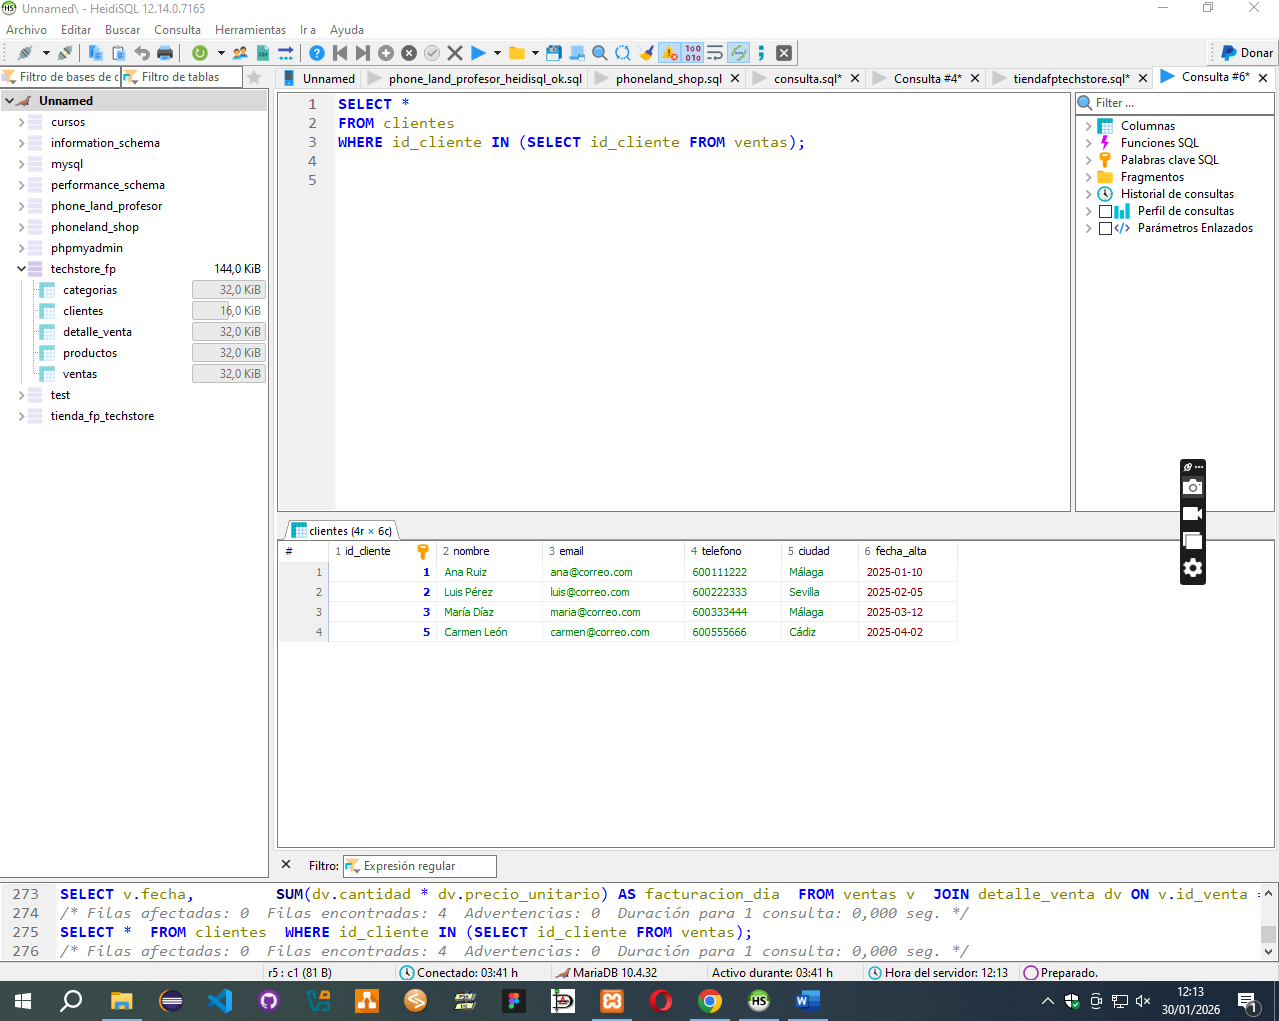 Unnamed\ - HeidiSQL 12.14.0.7165
Archivo Editar Buscar Consulta Herramientas Ir a Ayuda
Donar
Filtro de bases de d Filtro de tablas
Unnamed phone_land_profesor_heidisql_ok.sql phoneland_shop.sql consulta.sql* Consulta #4* tiendafptechstore.sql* Consulta #6*
Unnamed
cursos
information_schema
mysql
performance_schema
phone_land_profesor
phoneland_shop
phpmyadmin
techstore_fp 144,0 KiB
categorias 32,0 KiB
clientes 16,0 KiB
detalle_venta 32,0 KiB
productos 32,0 KiB
ventas 32,0 KiB
test
tienda_fp_techstore
1 SELECT *
2 FROM clientes
3 WHERE id_cliente IN (SELECT id_cliente FROM ventas);
4
5
Filter ...
Columnas
Funciones SQL
Palabras clave SQL
Fragmentos
Historial de consultas
Perfil de consultas
Parámetros Enlazados
clientes (4r × 6c)
# 1 id_cliente 2 nombre 3 email 4 telefono 5 ciudad 6 fecha_alta
1 1 Ana Ruiz ana@correo.com 600111222 Málaga 2025-01-10
2 2 Luis Pérez luis@correo.com 600222333 Sevilla 2025-02-05
3 3 María Díaz maria@correo.com 600333444 Málaga 2025-03-12
4 5 Carmen León carmen@correo.com 600555666 Cádiz 2025-04-02
Filtro: Expresión regular
273 SELECT v.fecha, SUM(dv.cantidad * dv.precio_unitario) AS facturacion_dia FROM ventas v JOIN detalle_venta dv ON v.id_venta =
274 /* Filas afectadas: 0 Filas encontradas: 4 Advertencias: 0 Duración para 1 consulta: 0,000 seg. */
275 SELECT * FROM clientes WHERE id_cliente IN (SELECT id_cliente FROM ventas);
276 /* Filas afectadas: 0 Filas encontradas: 4 Advertencias: 0 Duración para 1 consulta: 0,000 seg. */
r5 : c1 (81 B) Conectado: 03:41 h MariaDB 10.4.32 Activo durante: 03:41 h Hora del servidor: 12:13 Preparado.
12:13
30/01/2026
1